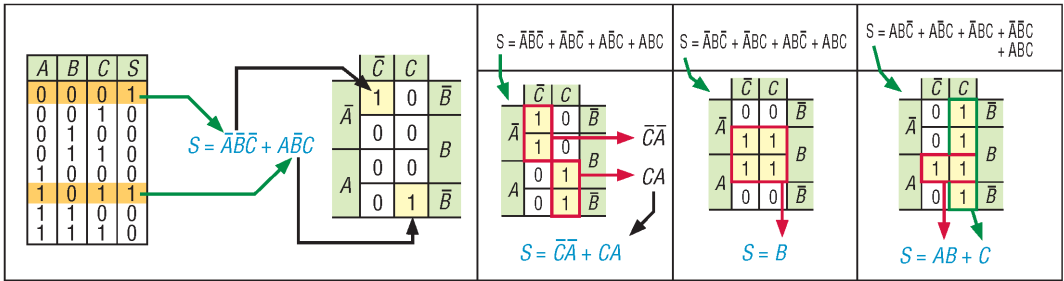 A B C S
0 0 0 1
0 0 1 0
0 1 0 0
0 1 1 0
1 0 0 0
1 0 1 1
1 1 0 0
1 1 1 0
S = A̅B̅C̅ + AB̅C
C̅ C
A̅ 1 0 B̅
0 0
B
A 0 0
0 1 B̅
S = A̅B̅C̅ + A̅BC̅ + AB̅C + ABC
C̅ C
A̅ 1 0 B̅
1 0
B
A 0 1
0 1 B̅
C̅A̅
CA
S = C̅A̅ + CA
S = A̅BC̅ + A̅BC + ABC̅ + ABC
C̅ C
A̅ 0 0 B̅
1 1
B
A 1 1
0 0 B̅
S = B
S = ABC̅ + AB̅C + A̅BC + A̅B̅C
+ ABC
C̅ C
A̅ 0 1 B̅
0 1
B
A 1 1
0 1 B̅
S = AB + C